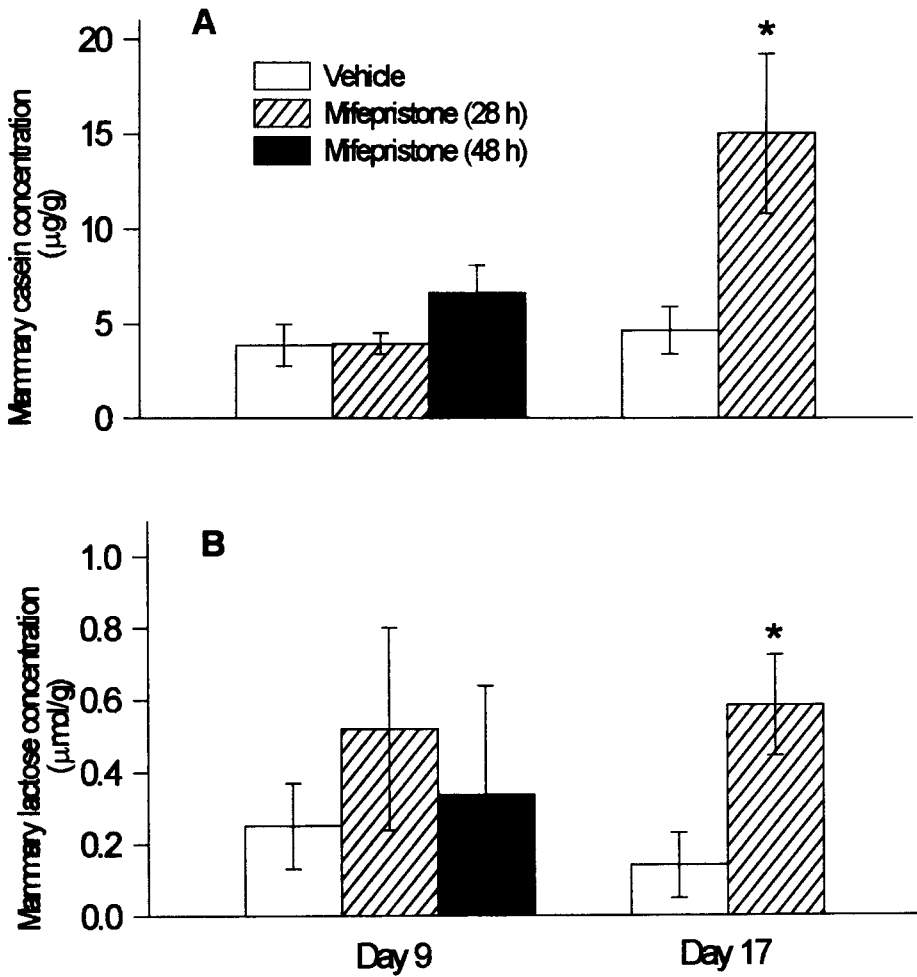 A
20
15
10
5
0
Mammary casein concentration
(μg/g)
Vehicle
Mifepristone (28 h)
Mifepristone (48 h)
*
B
1.0
0.8
0.6
0.4
0.2
0.0
Mammary lactose concentration
(μmol/g)
*
Day 9
Day 17